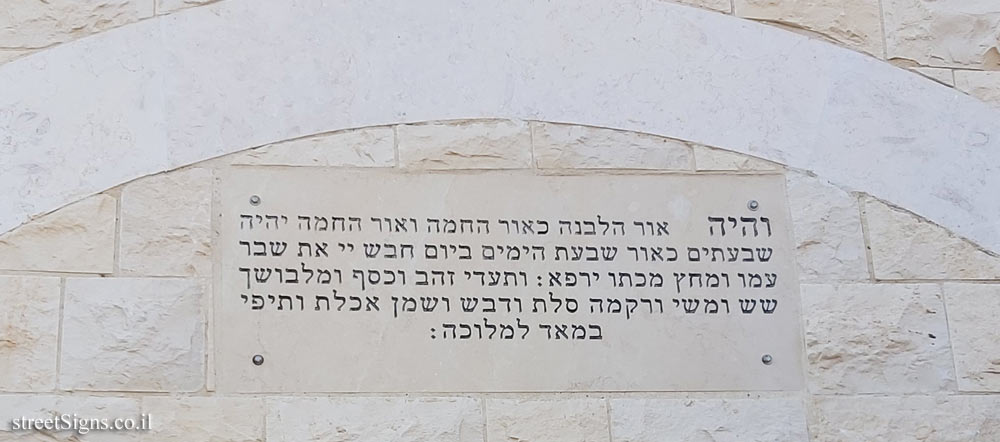 והיה אור הלבנה כאור החמה ואור החמה יהיה
שבעתים כאור שבעת הימים ביום חבש יי את שבר
עמו ומחץ מכתו ירפא: ותעדי זהב וכסף ומלבושך
שש ומשי ורקמה סלת ודבש ושמן אכלת ותיפי
במאד למלוכה:
streetSigns.co.il